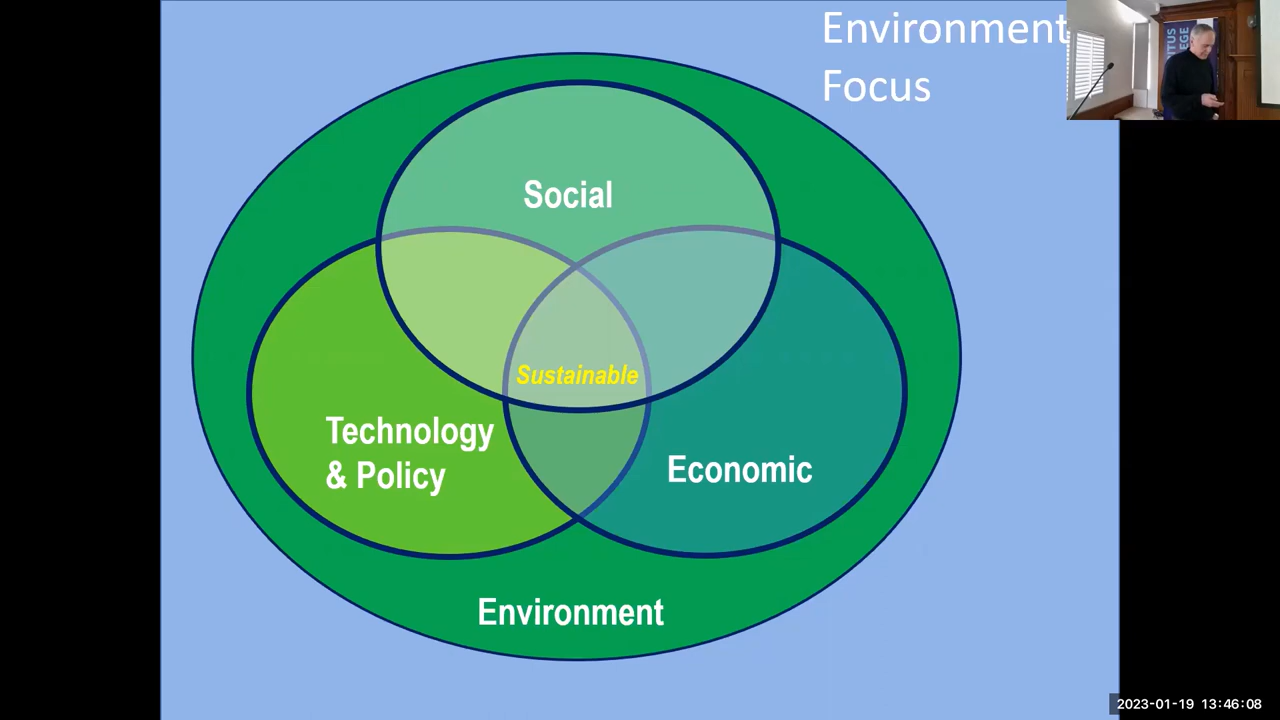 Environment
Focus
Social
Sustainable
Technology
& Policy
Economic
Environment
2023-01-19 13:46:08